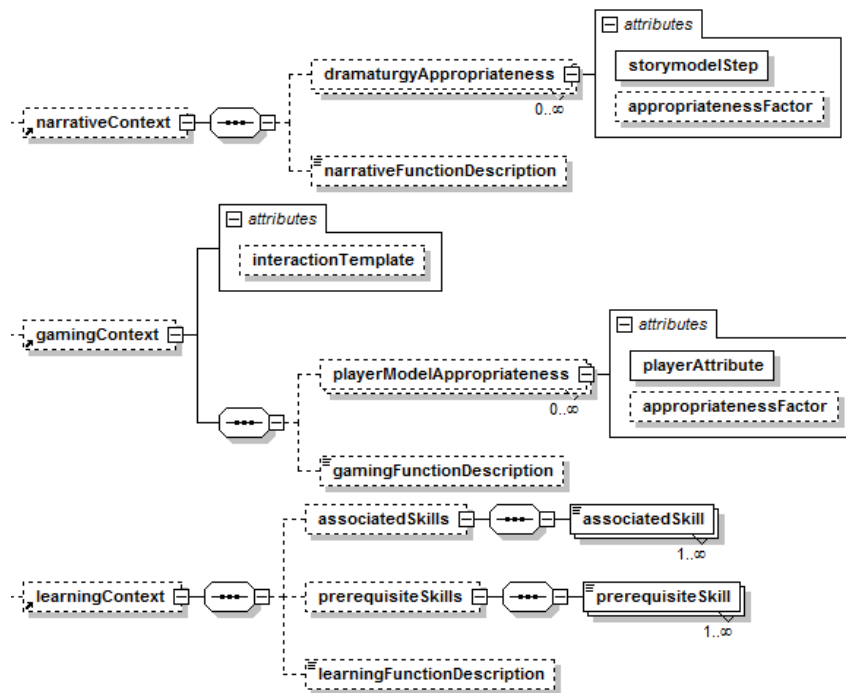 attributes
storymodelStep
appropriatenessFactor
dramaturgyAppropriateness
0..∞
narrativeContext
narrativeFunctionDescription
attributes
interactionTemplate
gamingContext
attributes
playerAttribute
appropriatenessFactor
playerModelAppropriateness
0..∞
gamingFunctionDescription
associatedSkills
associatedSkill
1..∞
learningContext
prerequisiteSkills
prerequisiteSkill
1..∞
learningFunctionDescription